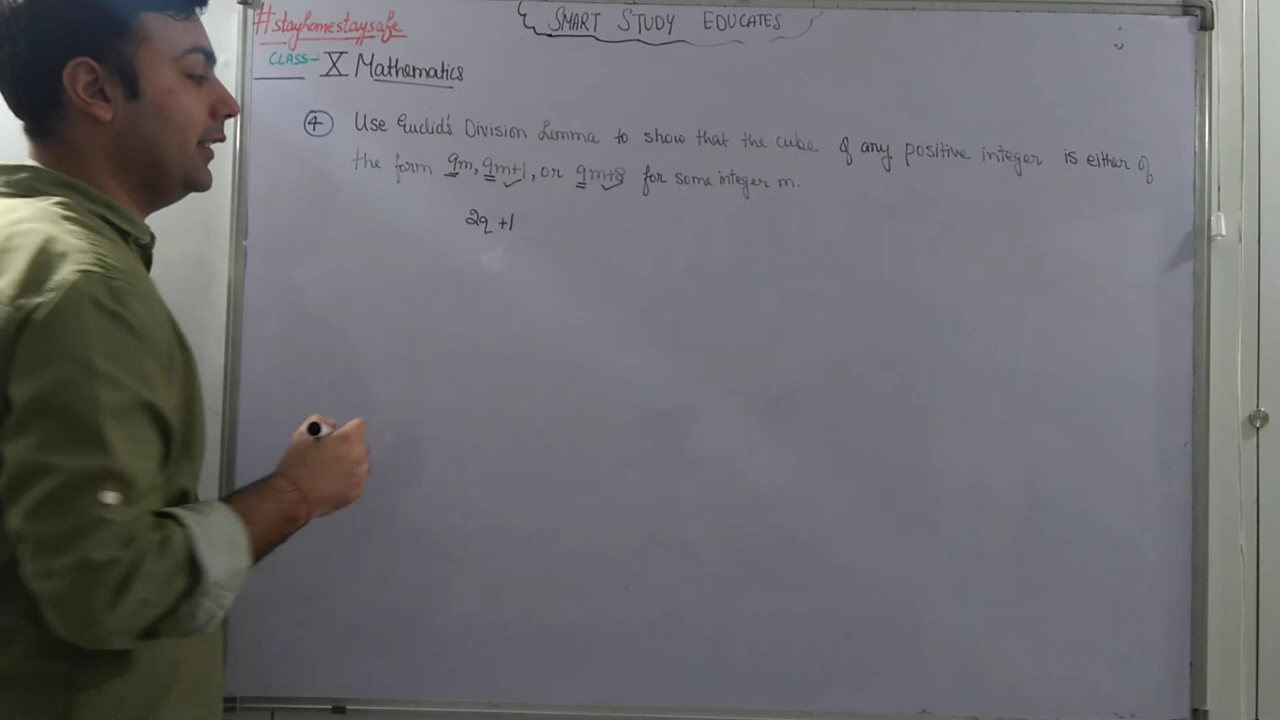 #stayhomestaysafe
SMART STUDY EDUCATES
CLASS- X Mathematics
4 Use Euclid's Division Lemma to show that the cube of any positive integer is either of
the form 9m, 9m+1, or 9m+8 for some integer m.
2q+1